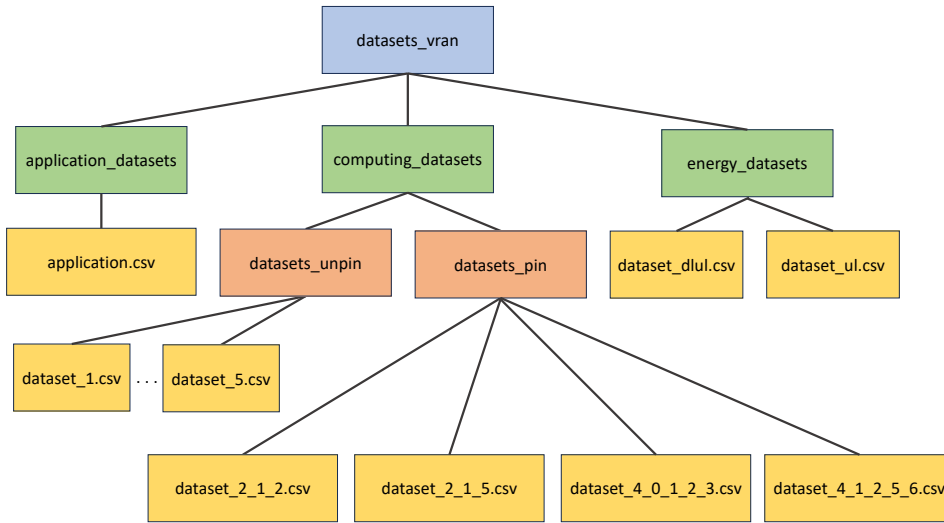 datasets_vran
application_datasets
computing_datasets
energy_datasets
application.csv
datasets_unpin
datasets_pin
dataset_dlul.csv
dataset_ul.csv
dataset_1.csv
. . .
dataset_5.csv
dataset_2_1_2.csv
dataset_2_1_5.csv
dataset_4_0_1_2_3.csv
dataset_4_1_2_5_6.csv